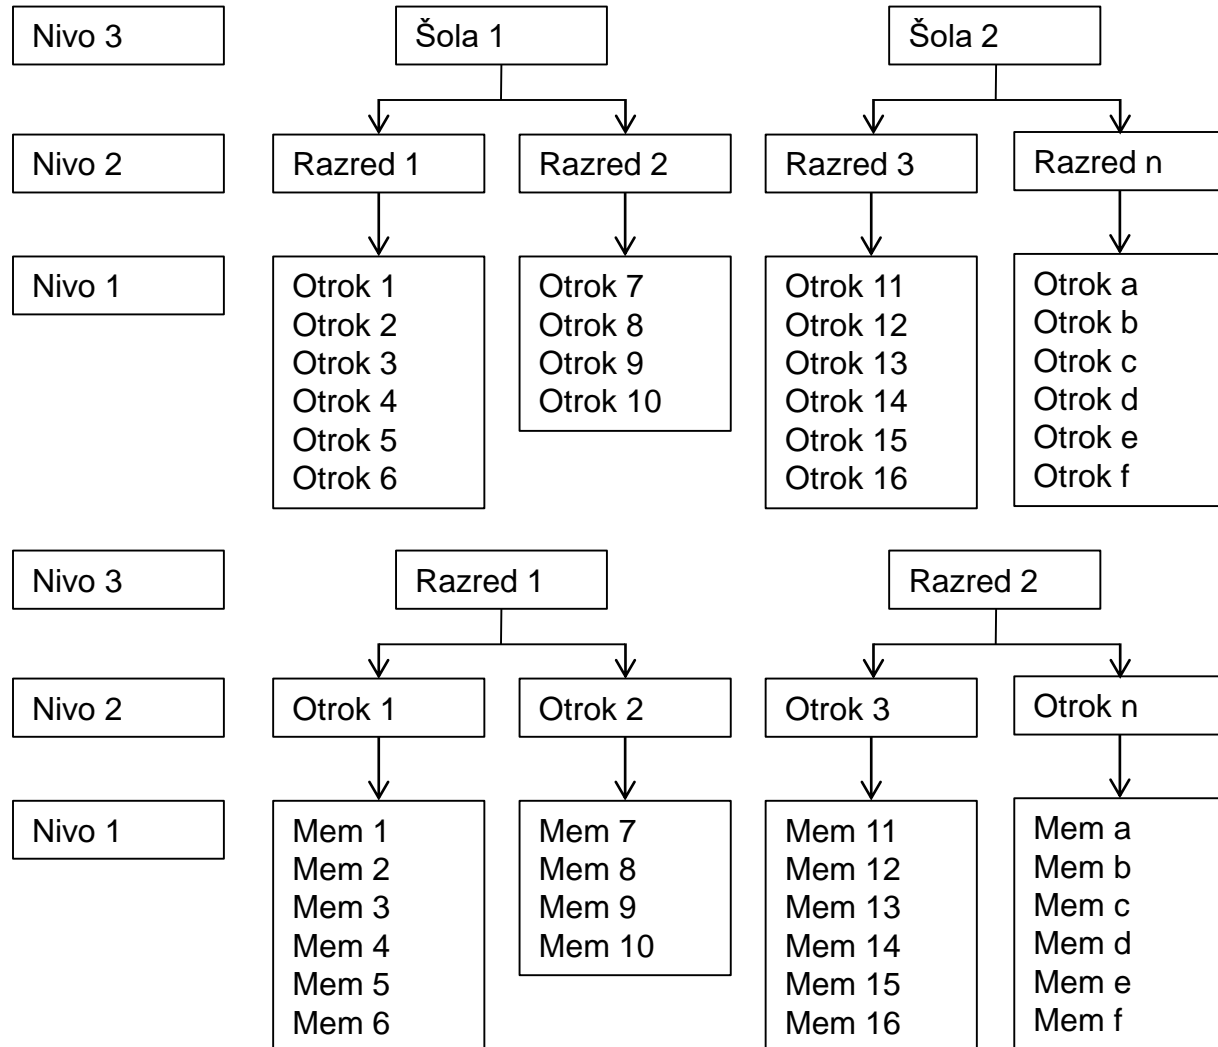 Nivo 3
Šola 1
Šola 2
Nivo 2
Razred 1
Razred 2
Razred 3
Razred n
Nivo 1
Otrok 1
Otrok 2
Otrok 3
Otrok 4
Otrok 5
Otrok 6
Otrok 7
Otrok 8
Otrok 9
Otrok 10
Otrok 11
Otrok 12
Otrok 13
Otrok 14
Otrok 15
Otrok 16
Otrok a
Otrok b
Otrok c
Otrok d
Otrok e
Otrok f
Nivo 3
Razred 1
Razred 2
Nivo 2
Otrok 1
Otrok 2
Otrok 3
Otrok n
Nivo 1
Mem 1
Mem 2
Mem 3
Mem 4
Mem 5
Mem 6
Mem 7
Mem 8
Mem 9
Mem 10
Mem 11
Mem 12
Mem 13
Mem 14
Mem 15
Mem 16
Mem a
Mem b
Mem c
Mem d
Mem e
Mem f